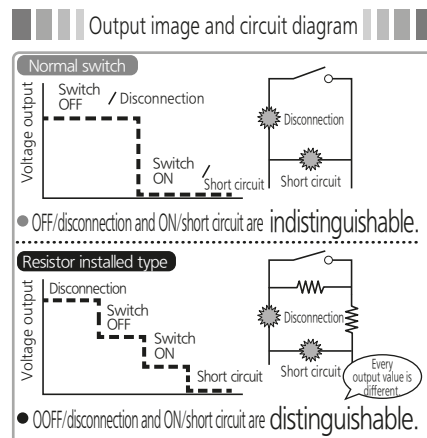 Output image and circuit diagram
Normal switch
Voltage output
Switch
OFF
/ Disconnection
Switch
ON
/
Short circuit
Disconnection
Short circuit
● OFF/disconnection and ON/short circuit are indistinguishable.
Resistor installed type
Voltage output
Disconnection
Switch
OFF
Switch
ON
Short circuit
Disconnection
Short circuit
Every
output value is
different.
● OOFF/disconnection and ON/short circuit are distinguishable.